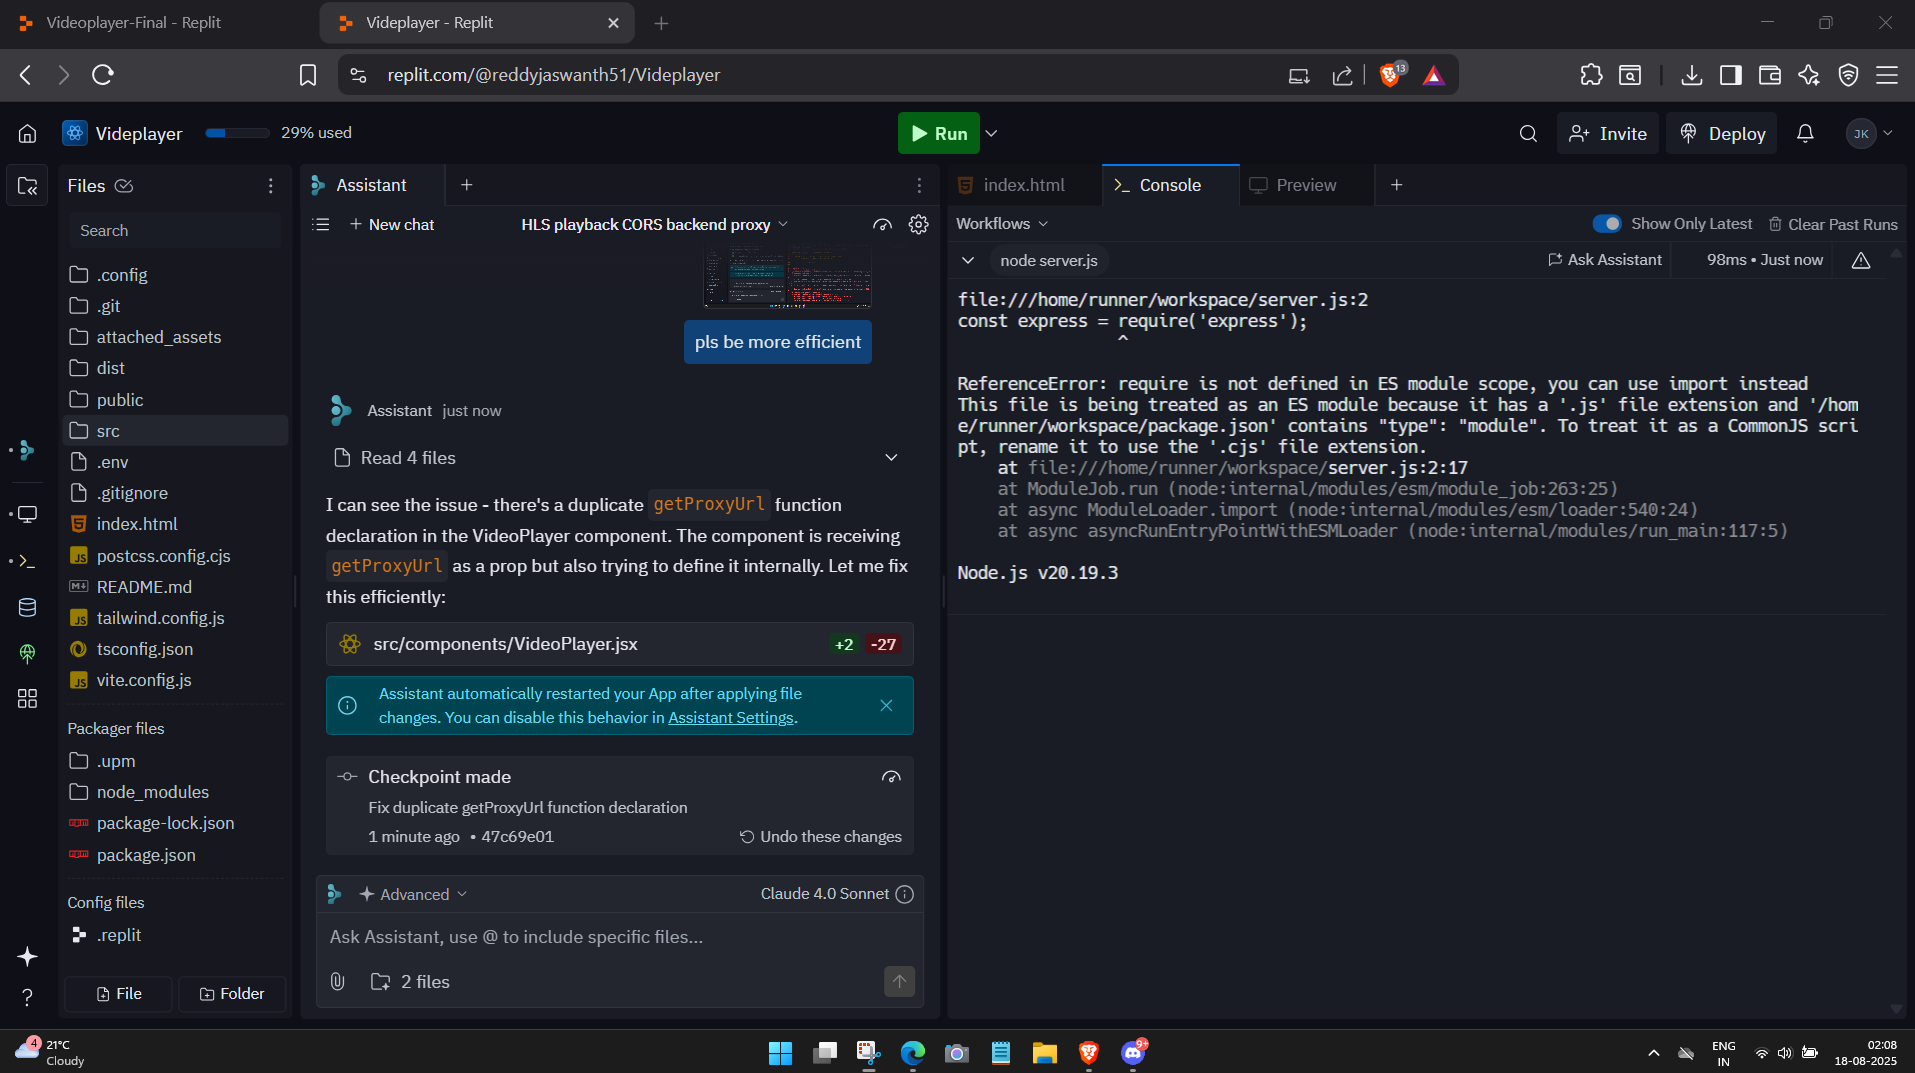 Videoplayer-Final - Replit
Videplayer - Replit
replit.com/@reddyjaswanth51/Videplayer
13
Videplayer
29% used
Run
Invite
Deploy
JK
Files
Search
.config
.git
attached_assets
dist
public
src
.env
.gitignore
index.html
postcss.config.cjs
README.md
tailwind.config.js
tsconfig.json
vite.config.js
Packager files
.upm
node_modules
package-lock.json
package.json
Config files
.replit
File
Folder
Assistant
New chat
HLS playback CORS backend proxy
pls be more efficient
Assistant just now
Read 4 files
I can see the issue - there's a duplicate getProxyUrl function
declaration in the VideoPlayer component. The component is receiving
getProxyUrl as a prop but also trying to define it internally. Let me fix
this efficiently:
src/components/VideoPlayer.jsx
+2 -27
Assistant automatically restarted your App after applying file
changes. You can disable this behavior in Assistant Settings.
Checkpoint made
Fix duplicate getProxyUrl function declaration
1 minute ago • 47c69e01
Undo these changes
Advanced
Claude 4.0 Sonnet
Ask Assistant, use @ to include specific files...
2 files
index.html
Console
Preview
Workflows
Show Only Latest
Clear Past Runs
node server.js
Ask Assistant
98ms • Just now
file:///home/runner/workspace/server.js:2
const express = require('express');
^
ReferenceError: require is not defined in ES module scope, you can use import instead
This file is being treated as an ES module because it has a '.js' file extension and '/hom
e/runner/workspace/package.json' contains "type": "module". To treat it as a CommonJS scri
pt, rename it to use the '.cjs' file extension.
at file:///home/runner/workspace/server.js:2:17
at ModuleJob.run (node:internal/modules/esm/module_job:263:25)
at async ModuleLoader.import (node:internal/modules/esm/loader:540:24)
at async asyncRunEntryPointWithESMLoader (node:internal/modules/run_main:117:5)
Node.js v20.19.3
4
21°C
Cloudy
9+
ENG
IN
02:08
18-08-2025